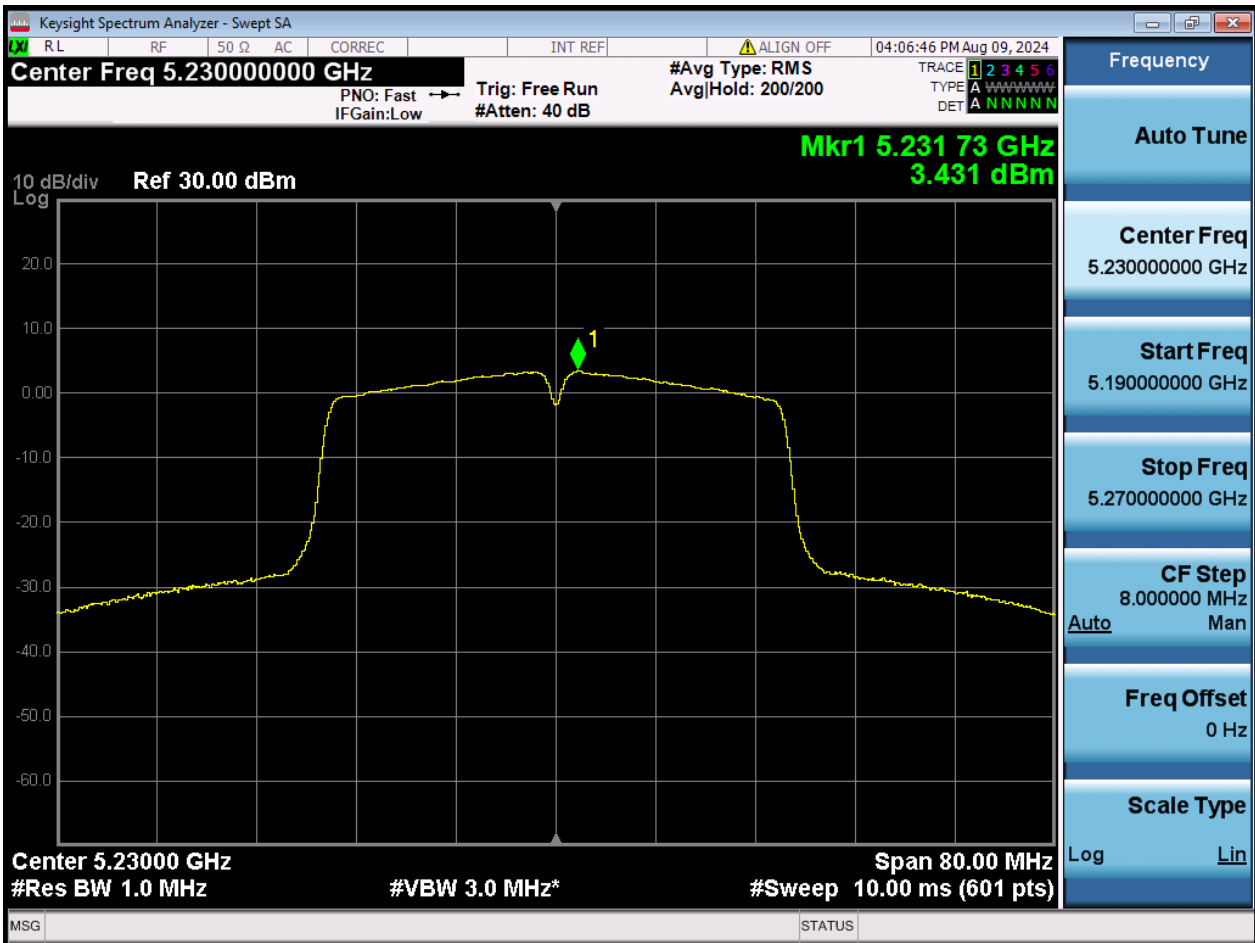 Keysight Spectrum Analyzer - Swept SA
LXI RL RF 50 Ω AC CORREC INT REF ALIGN OFF 04:06:46 PM Aug 09, 2024
Center Freq 5.230000000 GHz
PNO: Fast
IFGain:Low
Trig: Free Run
#Atten: 40 dB
#Avg Type: RMS
Avg|Hold: 200/200
TRACE 1 2 3 4 5 6
TYPE A WWWWW
DET A N N N N N
Mkr1 5.231 73 GHz
3.431 dBm
10 dB/div Ref 30.00 dBm
Log
20.0
10.0
0.00
-10.0
-20.0
-30.0
-40.0
-50.0
-60.0
1
Center 5.23000 GHz Span 80.00 MHz
#Res BW 1.0 MHz #VBW 3.0 MHz* #Sweep 10.00 ms (601 pts)
MSG STATUS
Frequency
Auto Tune
Center Freq
5.230000000 GHz
Start Freq
5.190000000 GHz
Stop Freq
5.270000000 GHz
CF Step
8.000000 MHz
Auto Man
Freq Offset
0 Hz
Scale Type
Log Lin